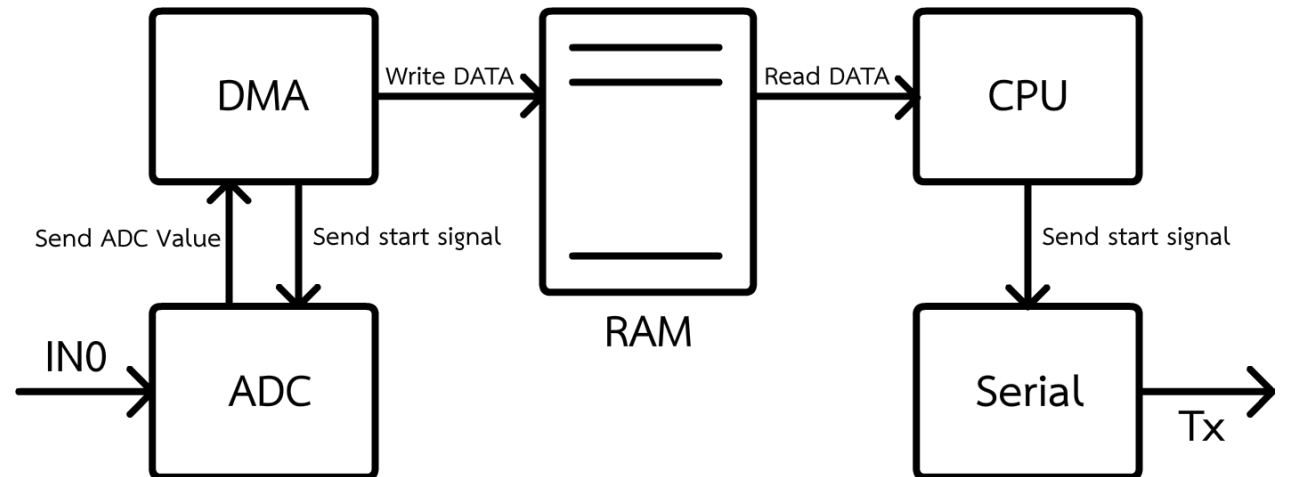 DMA
Write DATA
Read DATA
CPU
Send ADC Value
Send start signal
Send start signal
RAM
IN0
ADC
Serial
Tx